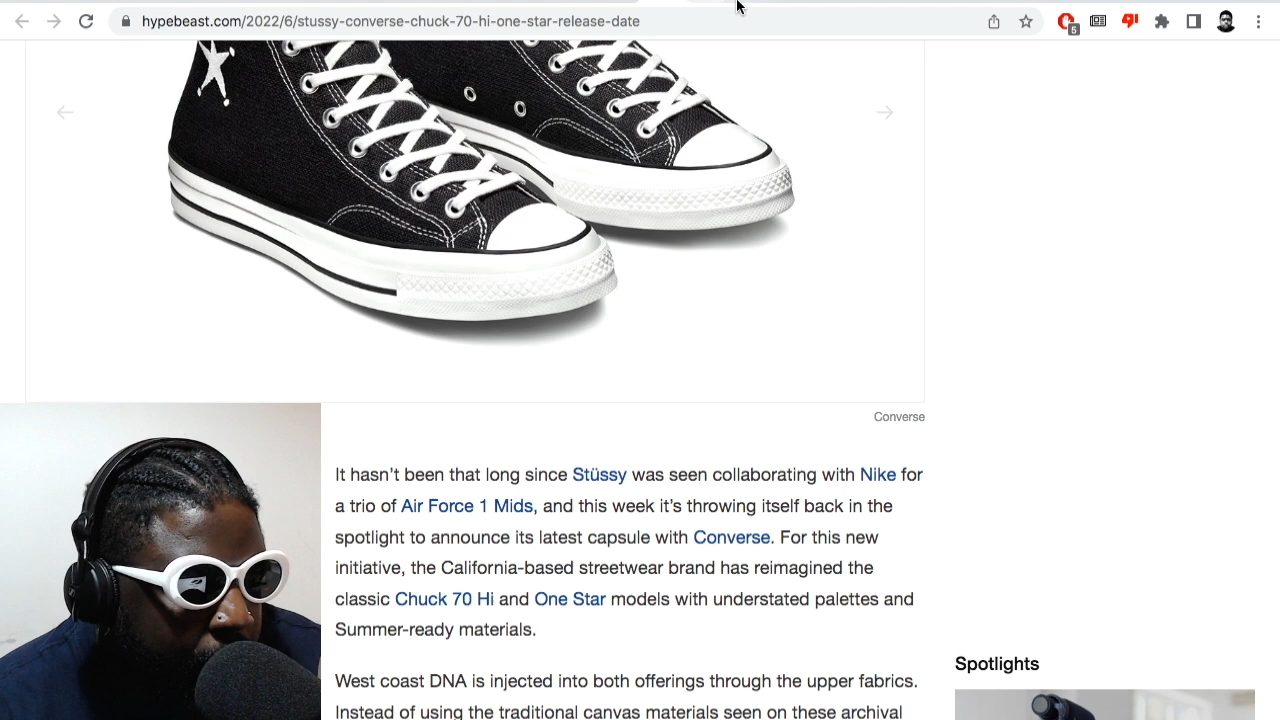 hypebeast.com/2022/6/stussy-converse-chuck-70-hi-one-star-release-date
5
Converse
It hasn’t been that long since Stüssy was seen collaborating with Nike for
a trio of Air Force 1 Mids, and this week it’s throwing itself back in the
spotlight to announce its latest capsule with Converse. For this new
initiative, the California-based streetwear brand has reimagined the
classic Chuck 70 Hi and One Star models with understated palettes and
Summer-ready materials.
West coast DNA is injected into both offerings through the upper fabrics.
Instead of using the traditional canvas materials seen on these archival
Spotlights